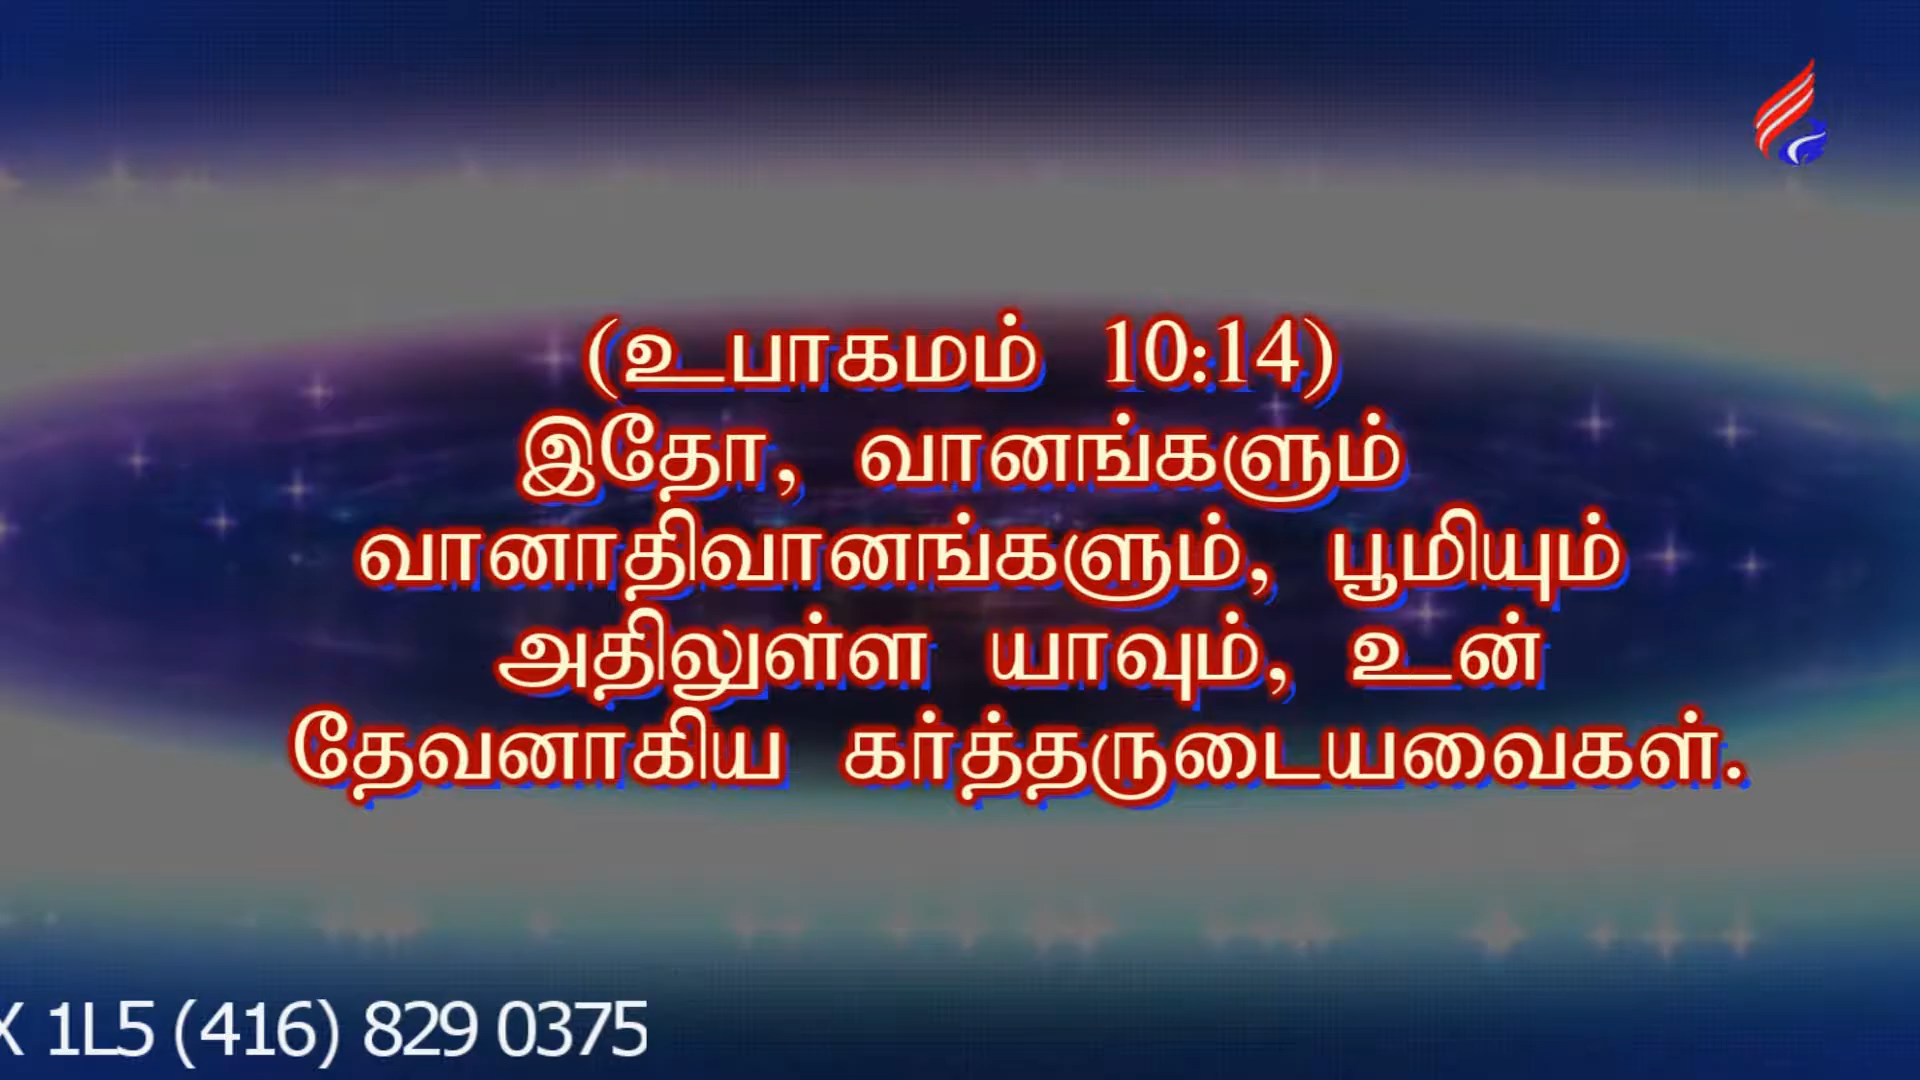 (உபாகமம் 10:14)
இதோ, வானங்களும்
வானாதிவானங்களும், பூமியும்
அதிலுள்ள யாவும், உன்
தேவனாகிய கர்த்தருடையவைகள்.
X 1L5 (416) 829 0375